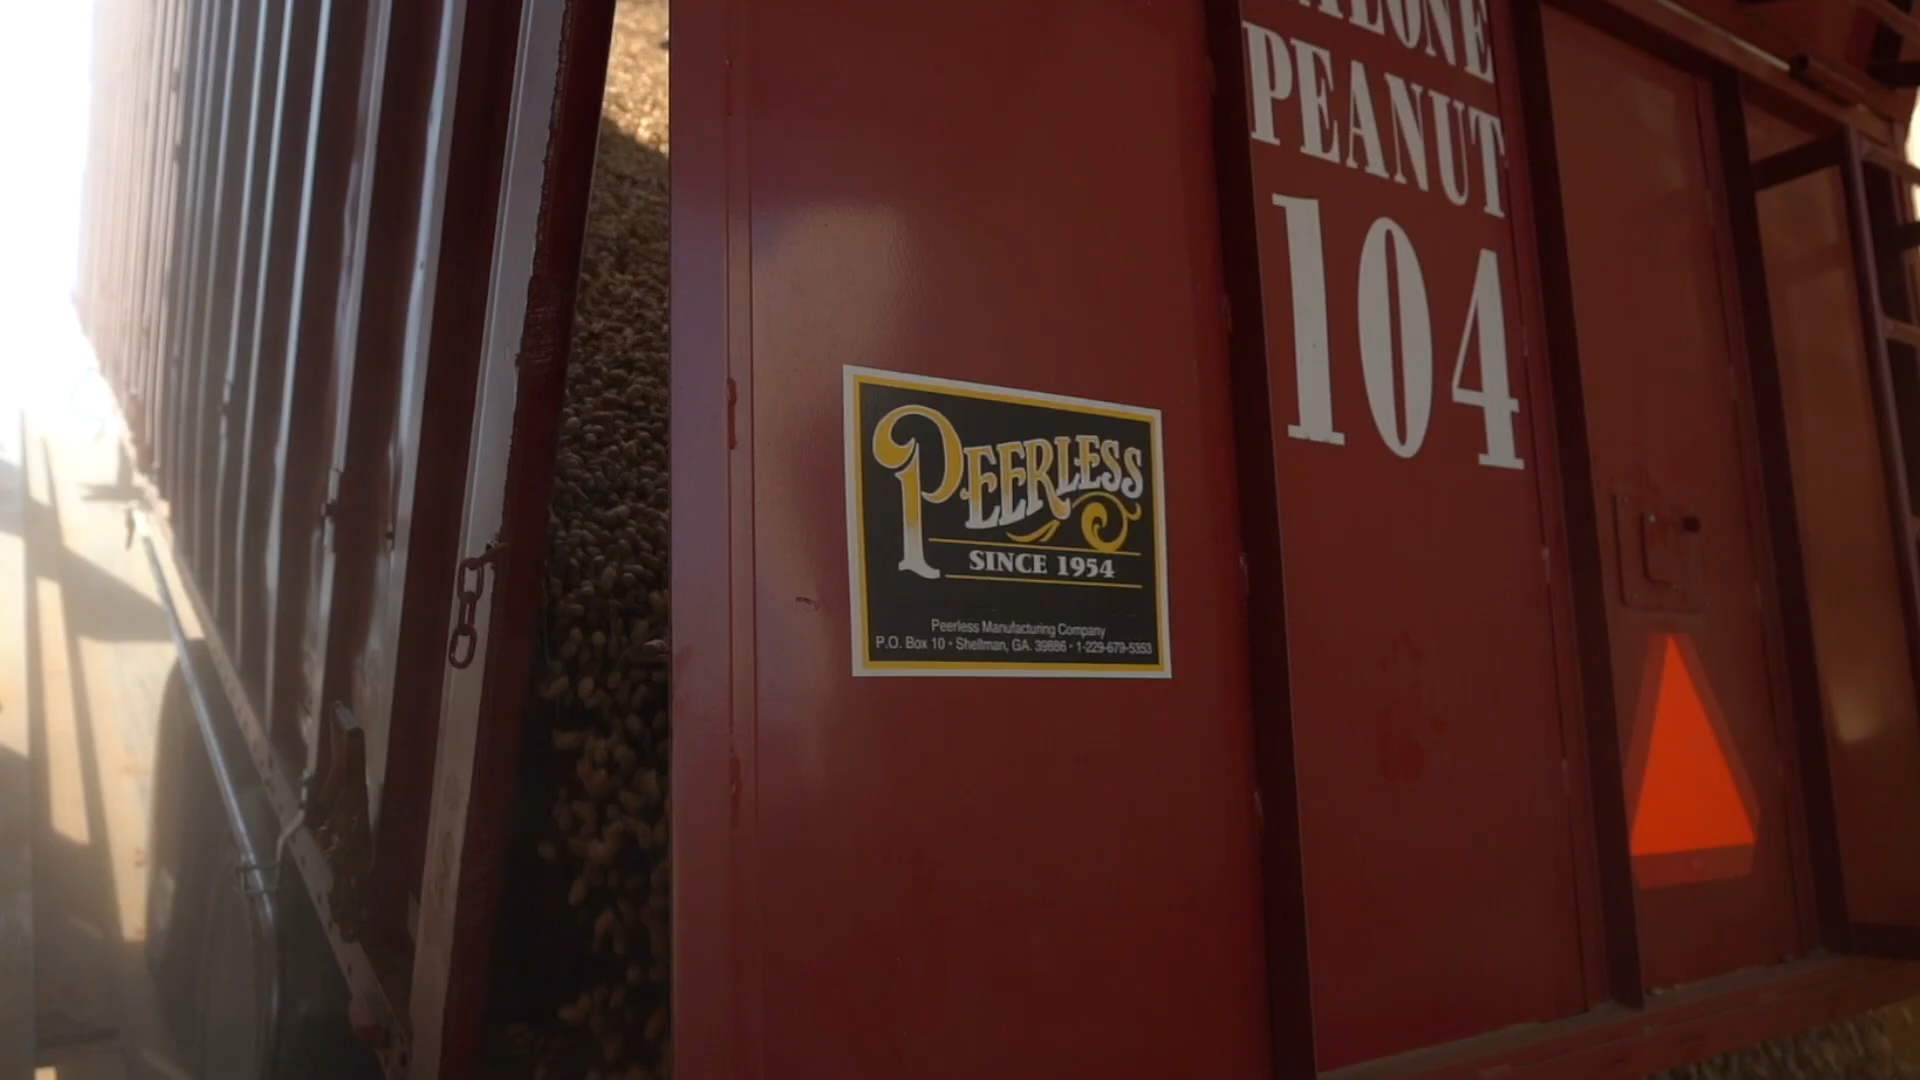 PEANUT
104
PEERLESS
SINCE 1954
Peerless Manufacturing Company
P.O. Box 10 • Shellman, GA. 39886 • 1-229-679-5353